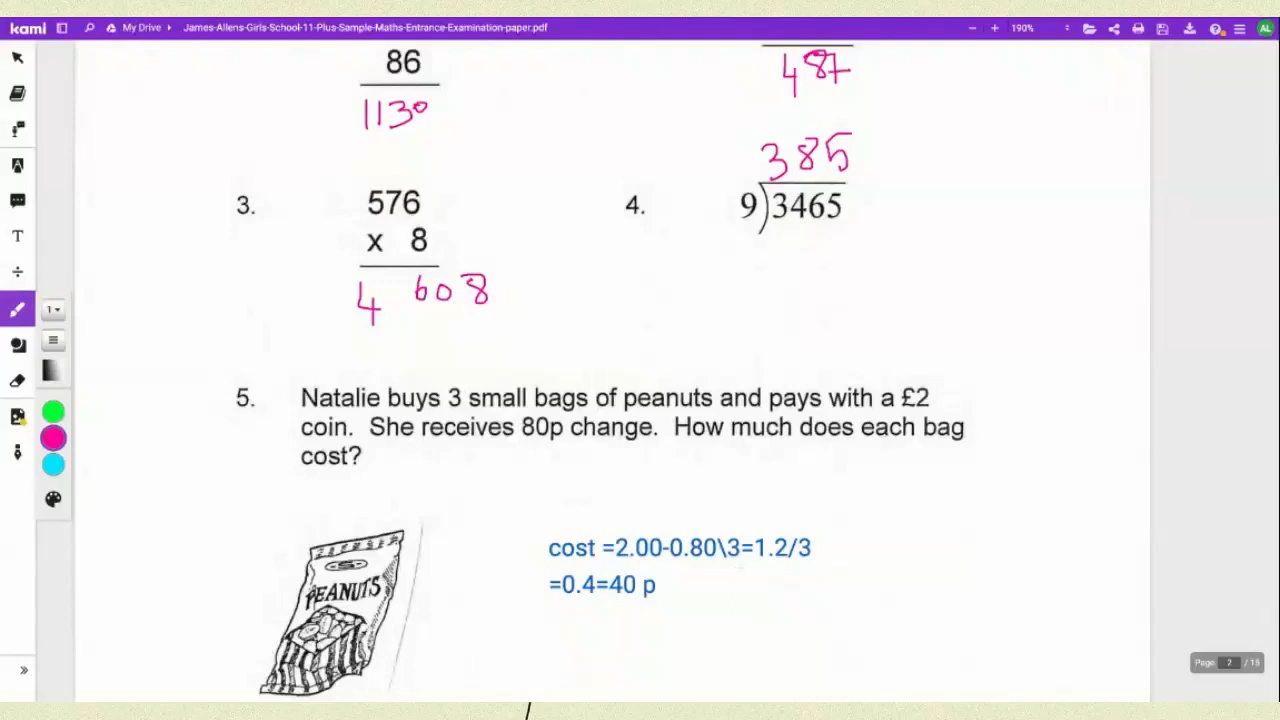 kami My Drive James-Allens-Girls-School-11-Plus-Sample-Maths-Entrance-Examination-paper.pdf 190% AL
86
1130
487
385
3. 576
x 8
4608
4. 9)3465
5. Natalie buys 3 small bags of peanuts and pays with a £2
coin. She receives 80p change. How much does each bag
cost?
PEANUTS
cost =2.00-0.80\3=1.2/3
=0.4=40 p
Page 2 / 15
T
1